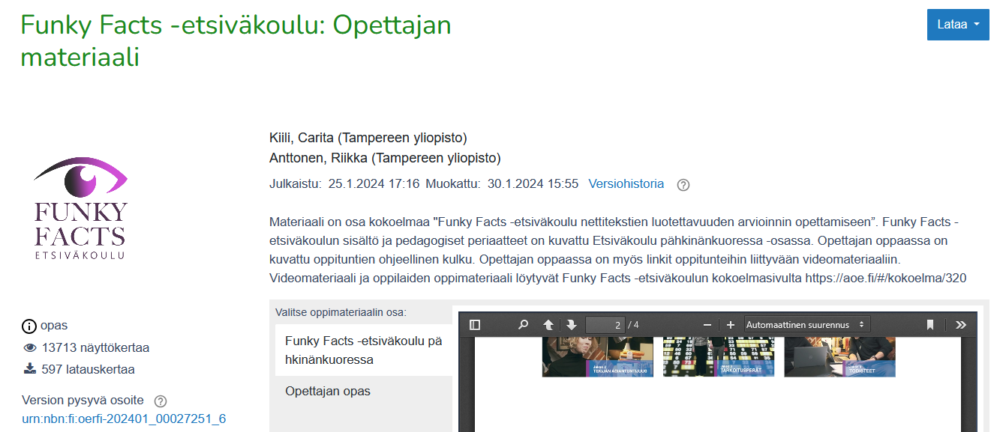 Funky Facts -etsiväkoulu: Opettajan
materiaali
Lataa
Kiili, Carita (Tampereen yliopisto)
Anttonen, Riikka (Tampereen yliopisto)
Julkaistu: 25.1.2024 17:16 Muokattu: 30.1.2024 15:55 Versiohistoria
FUNKY
FACTS
ETSIVÄKOULU
Materiaali on osa kokoelmaa "Funky Facts -etsiväkoulu nettitekstien luotettavuuden arvioinnin opettamiseen”. Funky Facts -
etsiväkoulun sisältö ja pedagogiset periaatteet on kuvattu Etsiväkoulu pähkinänkuoressa -osassa. Opettajan oppaassa on
kuvattu oppituntien ohjeellinen kulku. Opettajan oppaassa on myös linkit oppitunteihin liittyvään videomateriaaliin.
Videomateriaali ja oppilaiden oppimateriaali löytyvät Funky Facts -etsiväkoulun kokoelmasivulta https://aoe.fi/#/kokoelma/320
opas
13713 näyttökertaa
597 latauskertaa
Version pysyvä osoite
urn:nbn:fi:oerfi-202401_00027251_6
Valitse oppimateriaalin osa:
Funky Facts -etsiväkoulu pä
hkinänkuoressa
Opettajan opas
2 / 4
Automaattinen suurennus
TEKIJÄN ASIANTUNTIJUUS
TARKOITUSPERÄT
TODISTEET